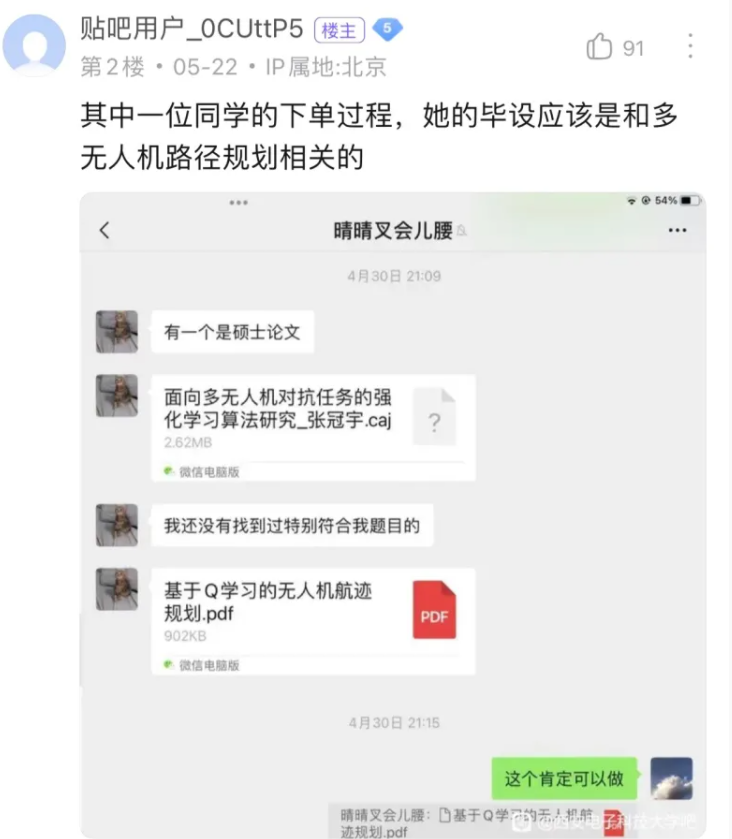 贴吧用户_0CUttP5 楼主 5
91
第2楼 • 05-22 • IP属地:北京
其中一位同学的下单过程，她的毕设应该是和多
无人机路径规划相关的
54%
晴晴叉会儿腰
4月30日 21:09
有一个是硕士论文
面向多无人机对抗任务的强
化学习算法研究_张冠宇.caj
?
2.62MB
微信电脑版
我还没有找到过特别符合我题目的
基于Q学习的无人机航迹
规划.pdf
PDF
902KB
微信电脑版
4月30日 21:15
这个肯定可以做
晴晴叉会儿腰：基于Q学习的无人机航
迹规划.pdf
@西安电子科技大学吧